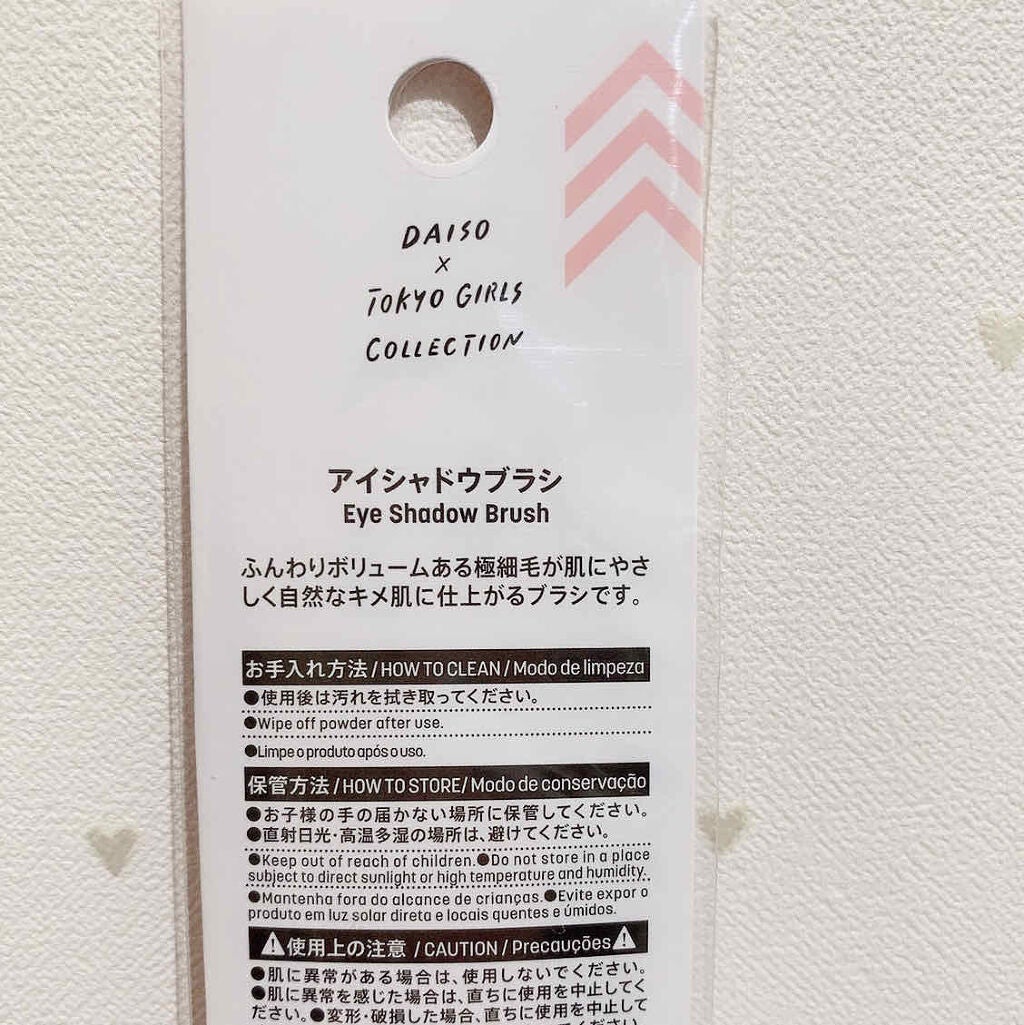 DAISO
×
TOKYO GIRLS
COLLECTION
アイシャドウブラシ
Eye Shadow Brush
ふんわりボリュームある極細毛が肌にやさ
しく自然なキメ肌に仕上がるブラシです。
お手入れ方法 / HOW TO CLEAN / Modo de limpeza
●使用後は汚れを拭き取ってください。
●Wipe off powder after use.
●Limpe o produto após o uso.
保管方法 / HOW TO STORE/ Modo de conservação
●お子様の手の届かない場所に保管してください。
●直射日光・高温多湿の場所は、避けてください。
●Keep out of reach of children.●Do not store in a place
subject to direct sunlight or high temperature and humidity.
●Mantenha fora do alcance de crianças.●Evite expor o
produto em luz solar direta e locais quentes e úmidos.
⚠使用上の注意 / CAUTION / Precauções⚠
●肌に異常がある場合は、使用しないでください。
●肌に異常を感じた場合は、直ちに使用を中止してく
ださい。●変形・破損した場合、直ちに使用を中止して